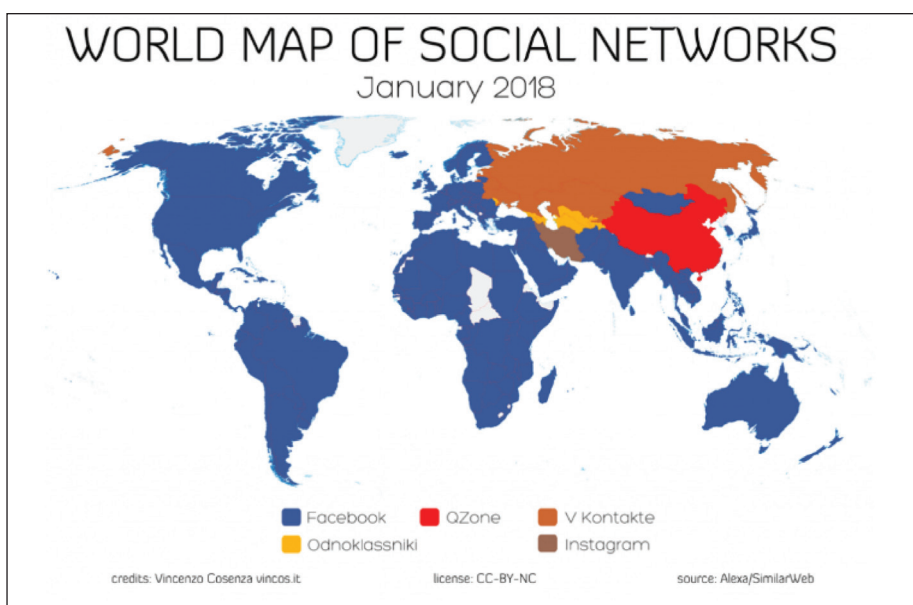 WORLD MAP OF SOCIAL NETWORKS
January 2018
Facebook QZone V Kontakte
Odnoklassniki Instagram
credits: Vincenzo Cosenza vincos.it license: CC-BY-NC source: Alexa/SimilarWeb